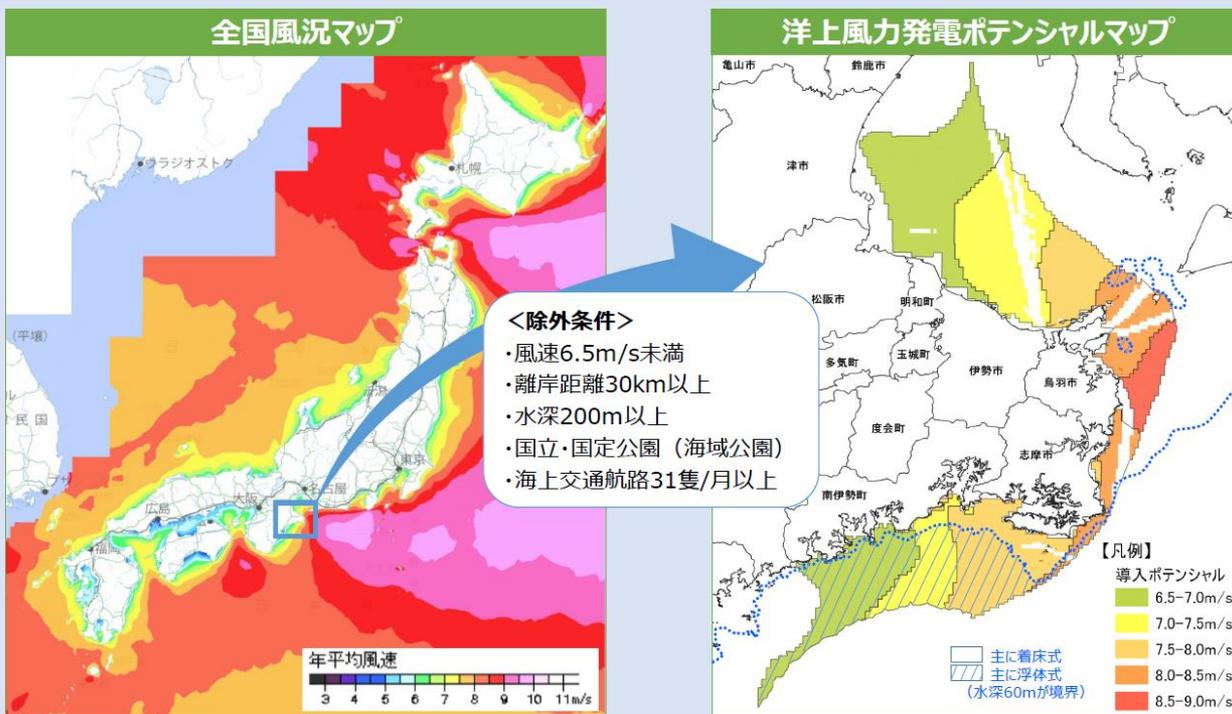 全国風況マップ
ウラジオストク
札幌
(平壌)
民国
東京
名古屋
大阪
広島
福岡
年平均風速
3 4 5 6 7 8 9 10 11m/s
<除外条件>
・風速6.5m/s未満
・離岸距離30km以上
・水深200m以上
・国立・国定公園（海域公園）
・海上交通航路31隻/月以上
洋上風力発電ポテンシャルマップ
亀山市
鈴鹿市
津市
松阪市
明和町
多気町
玉城町
伊勢市
鳥羽市
度会町
志摩市
南伊勢町
【凡例】
導入ポテンシャル
6.5-7.0m/s
7.0-7.5m/s
7.5-8.0m/s
8.0-8.5m/s
8.5-9.0m/s
主に着床式
主に浮体式
(水深60mが境界)